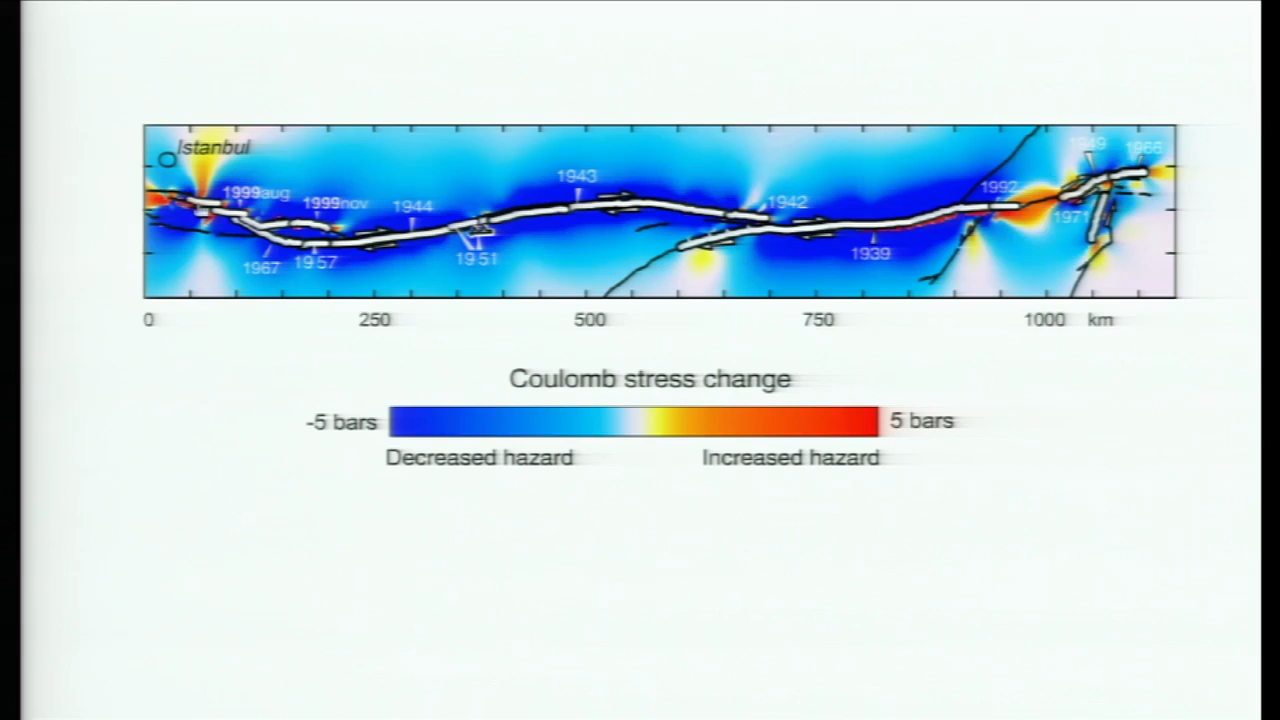 Istanbul
1949
1966
1943
1999aug
1999nov
1944
1942
1992
1971
1967
1957
1951
1939
0
250
500
750
1000
km
Coulomb stress change
-5 bars
5 bars
Decreased hazard
Increased hazard